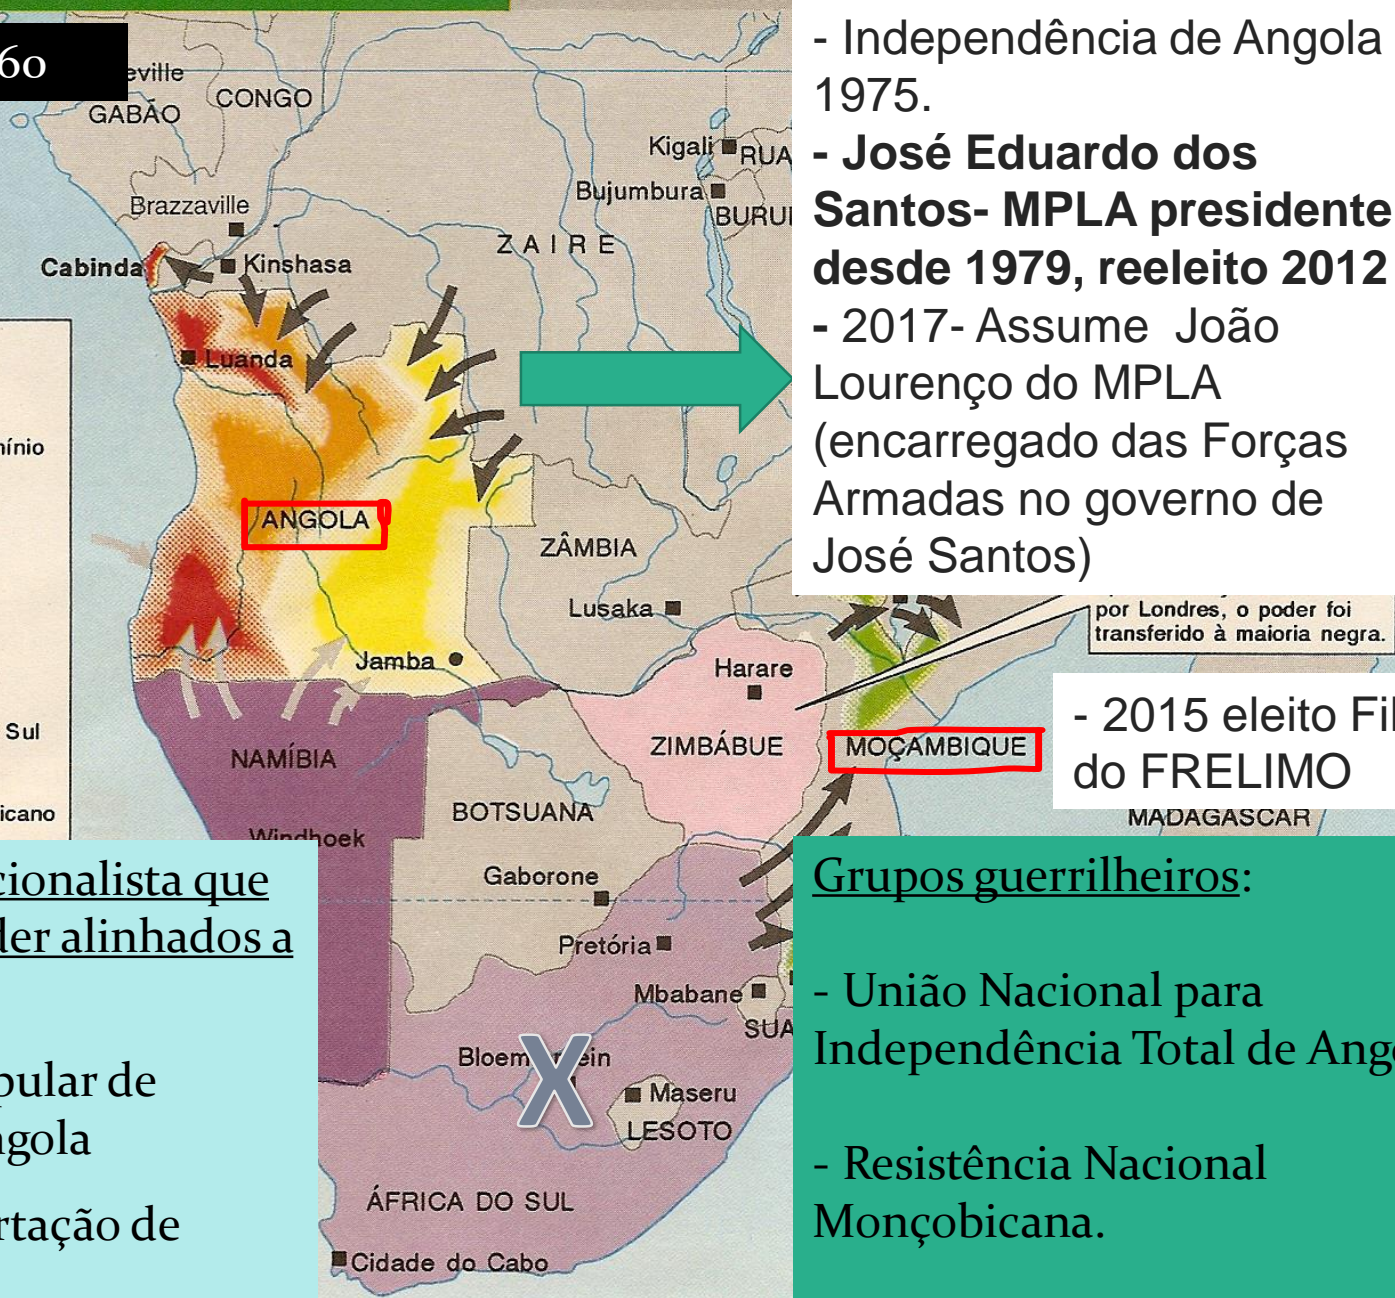 60
eville
GABÃO
CONGO
Kigali
RUA
Bujumbura
BURU
Brazzaville
ZAIRE
Cabinda
Kinshasa
Luanda
ANGOLA
ZÂMBIA
Lusaka
Jamba
Harare
NAMÍBIA
ZIMBÁBUE
MOÇAMBIQUE
BOTSUANA
Windhoek
MADAGASCAR
Gaborone
Pretória
Mbabane
SUA
Bloem
ein
X
Maseru
LESOTO
ÁFRICA DO SUL
Cidade do Cabo
ínio
Sul
icano
- Independência de Angola
1975.
- José Eduardo dos
Santos- MPLA presidente
desde 1979, reeleito 2012
- 2017- Assume João
Lourenço do MPLA
(encarregado das Forças
Armadas no governo de
José Santos)
por Londres, o poder foi
transferido à maioria negra.
- 2015 eleito Fil
do FRELIMO
cionalista que
der alinhados a
pular de
ngola
rtação de
Grupos guerrilheiros:
- União Nacional para
Independência Total de Ango
- Resistência Nacional
Monçobicana.